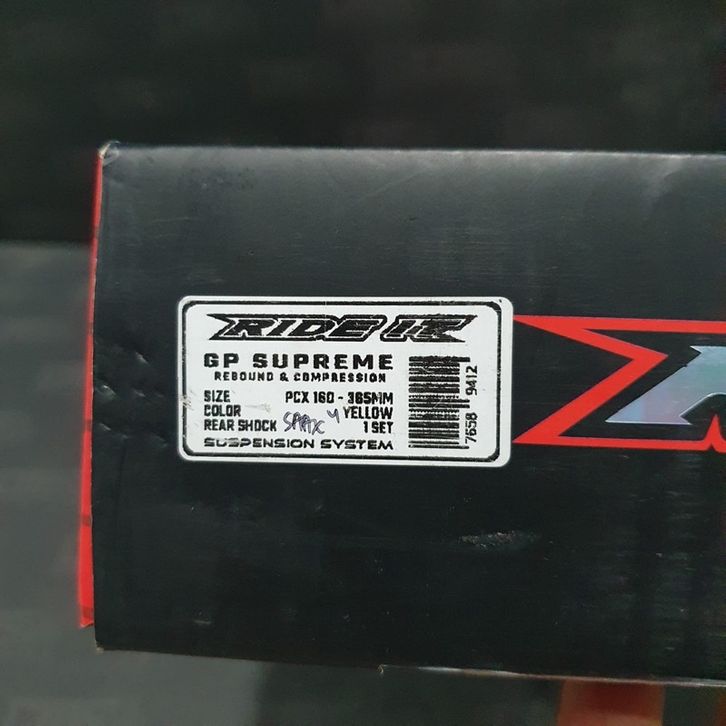 RIDE IT
GP SUPREME
REBOUND & COMPRESSION
SIZE PCX 160 - 365MM
COLOR YELLOW
REAR SHOCK 1 SET
SUSPENSION SYSTEM
7658 9412